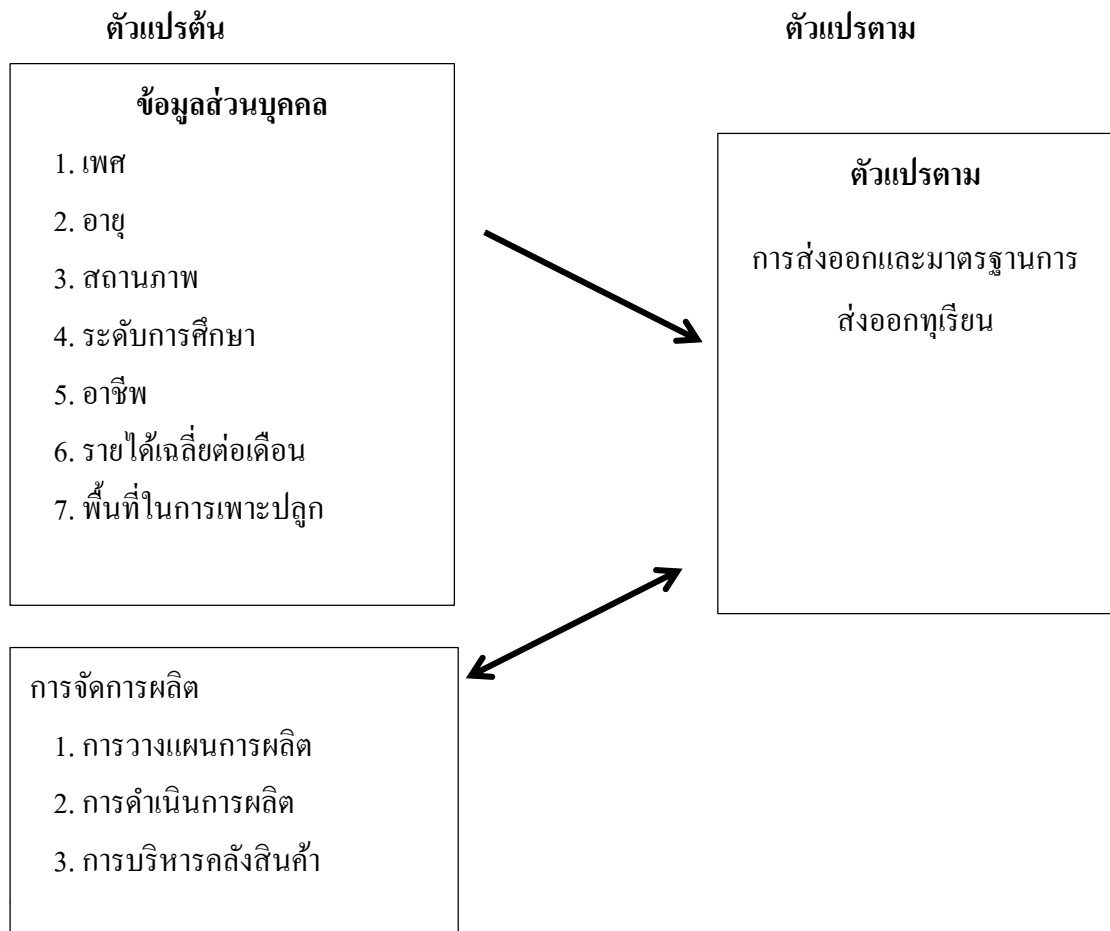 ตัวแปรต้น
ตัวแปรตาม
ข้อมูลส่วนบุคคล
1. เพศ
2. อายุ
3. สถานภาพ
4. ระดับการศึกษา
5. อาชีพ
6. รายได้เฉลี่ยต่อเดือน
7. พื้นที่ในการเพาะปลูก
ตัวแปรตาม
การส่งออกและมาตรฐานการ
ส่งออกทุเรียน
การจัดการผลิต
1. การวางแผนการผลิต
2. การดำเนินการผลิต
3. การบริหารคลังสินค้า